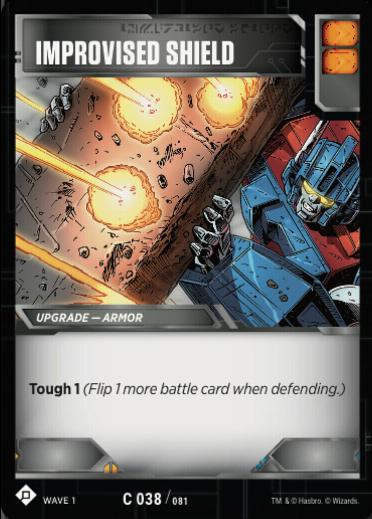 IMPROVISED SHIELD
UPGRADE — ARMOR
Tough 1 (Flip 1 more battle card when defending.)
WAVE 1 C 038 / 081 TM & © Hasbro. © Wizards.